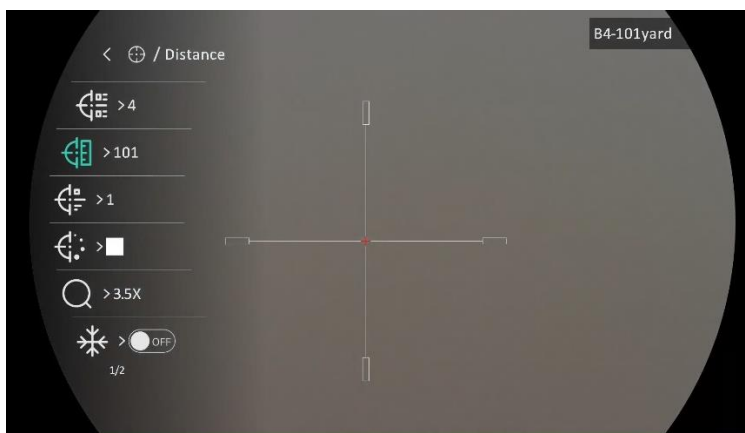 B4-101yard
/ Distance
>4
>101
>1
>
>3.5X
> OFF
1/2